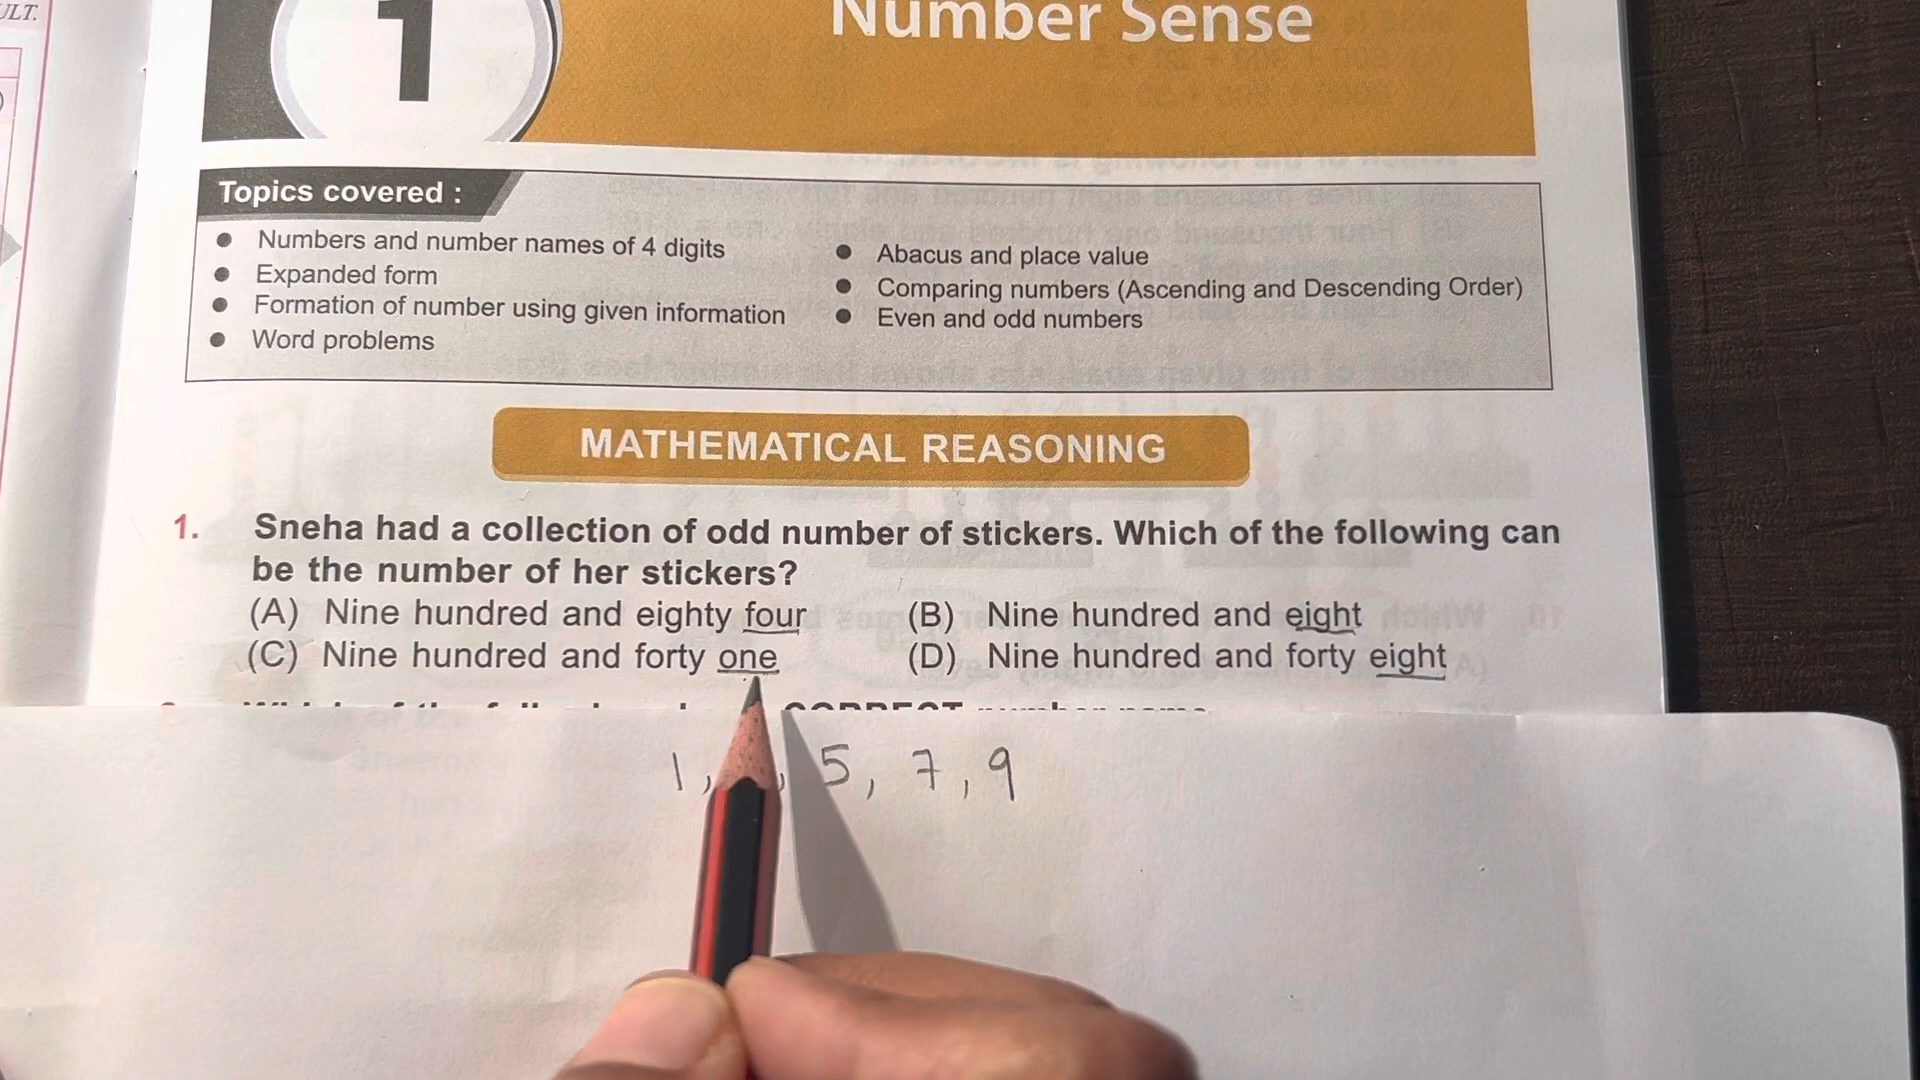 ULT.
1
Number Sense
Topics covered :
● Numbers and number names of 4 digits
● Expanded form
● Formation of number using given information
● Word problems
● Abacus and place value
● Comparing numbers (Ascending and Descending Order)
● Even and odd numbers
MATHEMATICAL REASONING
1. Sneha had a collection of odd number of stickers. Which of the following can
be the number of her stickers?
(A) Nine hundred and eighty four (B) Nine hundred and eight
(C) Nine hundred and forty one (D) Nine hundred and forty eight
CORRECT number name
1, , 5, 7, 9